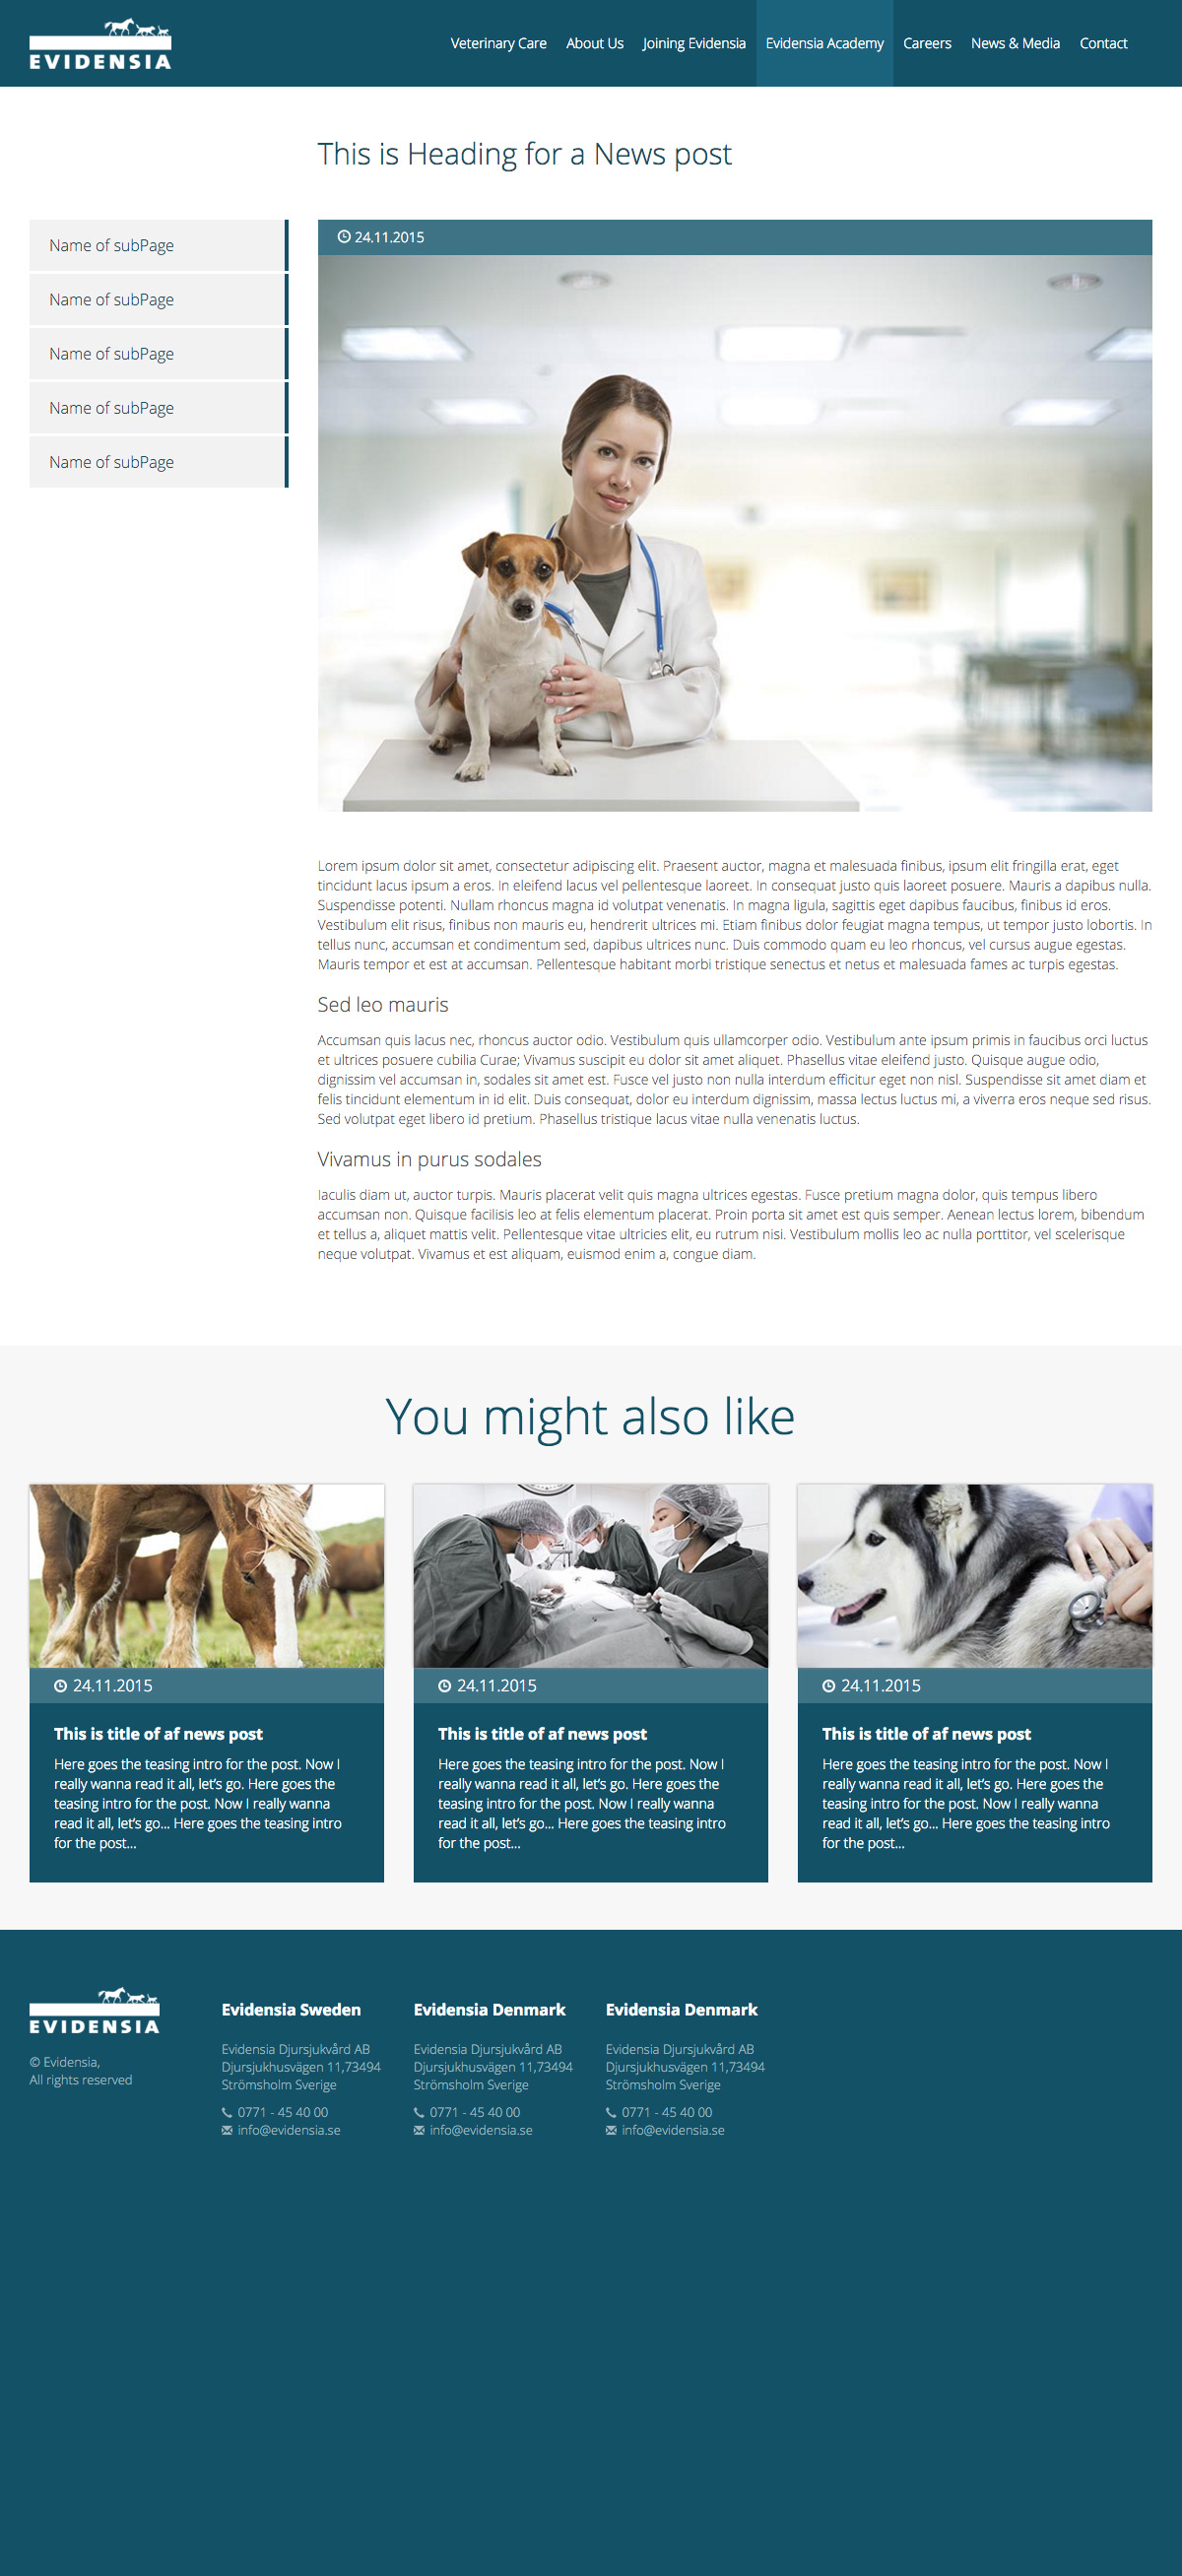 EVIDENSIA
Veterinary Care About Us Joining Evidensia Evidensia Academy Careers News & Media Contact
This is Heading for a News post
Name of subPage
Name of subPage
Name of subPage
Name of subPage
Name of subPage
24.11.2015
Lorem ipsum dolor sit amet, consectetur adipiscing elit. Praesent auctor, magna et malesuada finibus, ipsum elit fringilla erat, eget
tincidunt lacus ipsum a eros. In eleifend lacus vel pellentesque laoreet. In consequat justo quis laoreet posuere. Mauris a dapibus nulla.
Suspendisse potenti. Nullam rhoncus magna id volutpat venenatis. In magna ligula, sagittis eget dapibus faucibus, finibus id eros.
Vestibulum elit risus, finibus non mauris eu, hendrerit ultrices mi. Etiam finibus dolor feugiat magna tempus, ut tempor justo lobortis. In
tellus nunc, accumsan et condimentum sed, dapibus ultrices nunc. Duis commodo quam eu leo rhoncus, vel cursus augue egestas.
Mauris tempor et est at accumsan. Pellentesque habitant morbi tristique senectus et netus et malesuada fames ac turpis egestas.
Sed leo mauris
Accumsan quis lacus nec, rhoncus auctor odio. Vestibulum quis ullamcorper odio. Vestibulum ante ipsum primis in faucibus orci luctus
et ultrices posuere cubilia Curae; Vivamus suscipit eu dolor sit amet aliquet. Phasellus vitae eleifend justo. Quisque augue odio,
dignissim vel accumsan in, sodales sit amet est. Fusce vel justo non nulla interdum efficitur eget non nisl. Suspendisse sit amet diam et
felis tincidunt elementum in id elit. Duis consequat, dolor eu interdum dignissim, massa lectus luctus mi, a viverra eros neque sed risus.
Sed volutpat eget libero id pretium. Phasellus tristique lacus vitae nulla venenatis luctus.
Vivamus in purus sodales
Iaculis diam ut, auctor turpis. Mauris placerat velit quis magna ultrices egestas. Fusce pretium magna dolor, quis tempus libero
accumsan non. Quisque facilisis leo at felis elementum placerat. Proin porta sit amet est quis semper. Aenean lectus lorem, bibendum
et tellus a, aliquet mattis velit. Pellentesque vitae ultricies elit, eu rutrum nisi. Vestibulum mollis leo ac nulla porttitor, vel scelerisque
neque volutpat. Vivamus et est aliquam, euismod enim a, congue diam.
You might also like
24.11.2015
This is title of af news post
Here goes the teasing intro for the post. Now I
really wanna read it all, let's go. Here goes the
teasing intro for the post. Now I really wanna
read it all, let's go... Here goes the teasing intro
for the post...
24.11.2015
This is title of af news post
Here goes the teasing intro for the post. Now I
really wanna read it all, let's go. Here goes the
teasing intro for the post. Now I really wanna
read it all, let's go... Here goes the teasing intro
for the post...
24.11.2015
This is title of af news post
Here goes the teasing intro for the post. Now I
really wanna read it all, let's go. Here goes the
teasing intro for the post. Now I really wanna
read it all, let's go... Here goes the teasing intro
for the post...
EVIDENSIA
© Evidensia,
All rights reserved
Evidensia Sweden
Evidensia Djursjukvård AB
Djursjukhusvägen 11,73494
Strömsholm Sverige
0771 - 45 40 00
info@evidensia.se
Evidensia Denmark
Evidensia Djursjukvård AB
Djursjukhusvägen 11,73494
Strömsholm Sverige
0771 - 45 40 00
info@evidensia.se
Evidensia Denmark
Evidensia Djursjukvård AB
Djursjukhusvägen 11,73494
Strömsholm Sverige
0771 - 45 40 00
info@evidensia.se